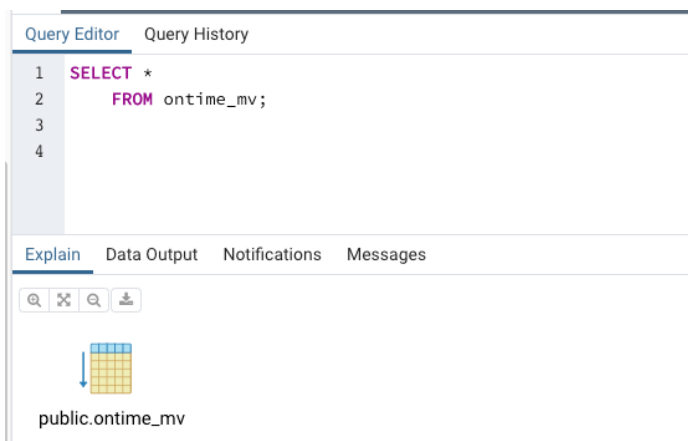 Query Editor Query History
1 SELECT *
2 FROM ontime_mv;
3
4
Explain Data Output Notifications Messages
public.ontime_mv